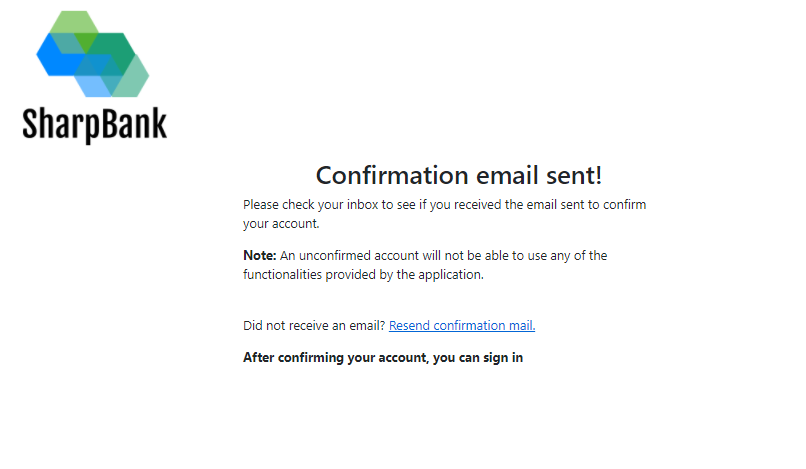 SharpBank
Confirmation email sent!
Please check your inbox to see if you received the email sent to confirm
your account.
Note: An unconfirmed account will not be able to use any of the
functionalities provided by the application.
Did not receive an email? Resend confirmation mail.
After confirming your account, you can sign in